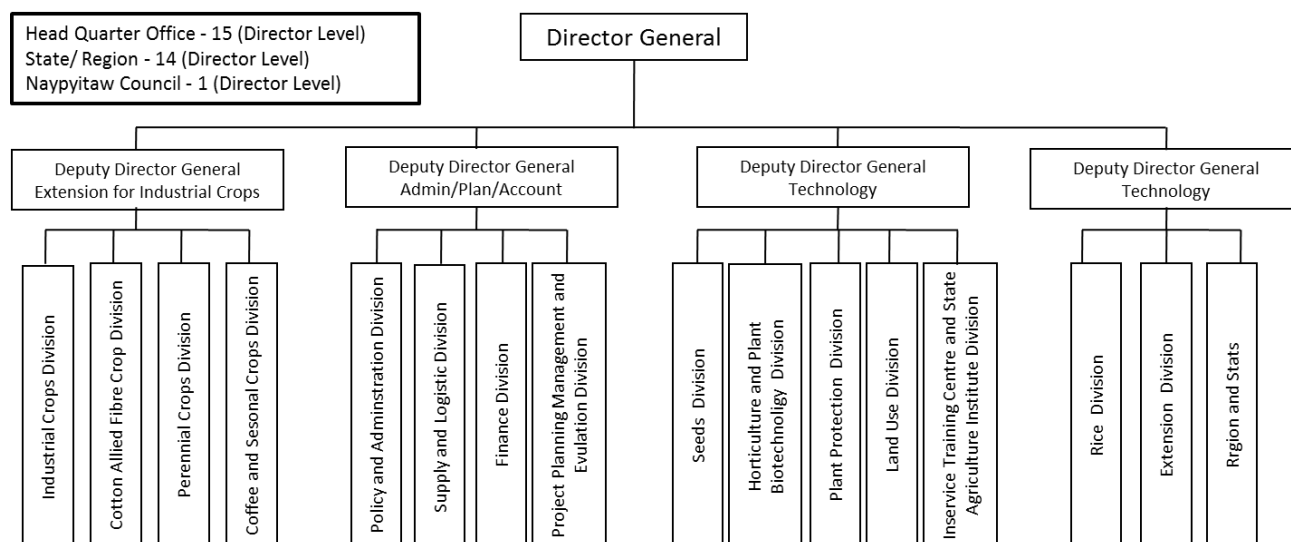 Head Quarter Office - 15 (Director Level)
State/ Region - 14 (Director Level)
Naypyitaw Council - 1 (Director Level)
Director General
Deputy Director General
Extension for Industrial Crops
Deputy Director General
Admin/Plan/Account
Deputy Director General
Technology
Deputy Director General
Technology
Industrial Crops Division
Cotton Allied Fibre Crop Division
Perennial Crops Division
Coffee and Sesonal Crops Division
Policy and Adminstration Division
Supply and Logistic Division
Finance Division
Project Planning Management and
Evulation Division
Seeds Division
Horticulture and Plant
Biotechnology Division
Plant Protection Division
Land Use Division
Inservice Training Centre and State
Agriculture Institute Division
Rice Division
Extension Division
Rrgion and Stats